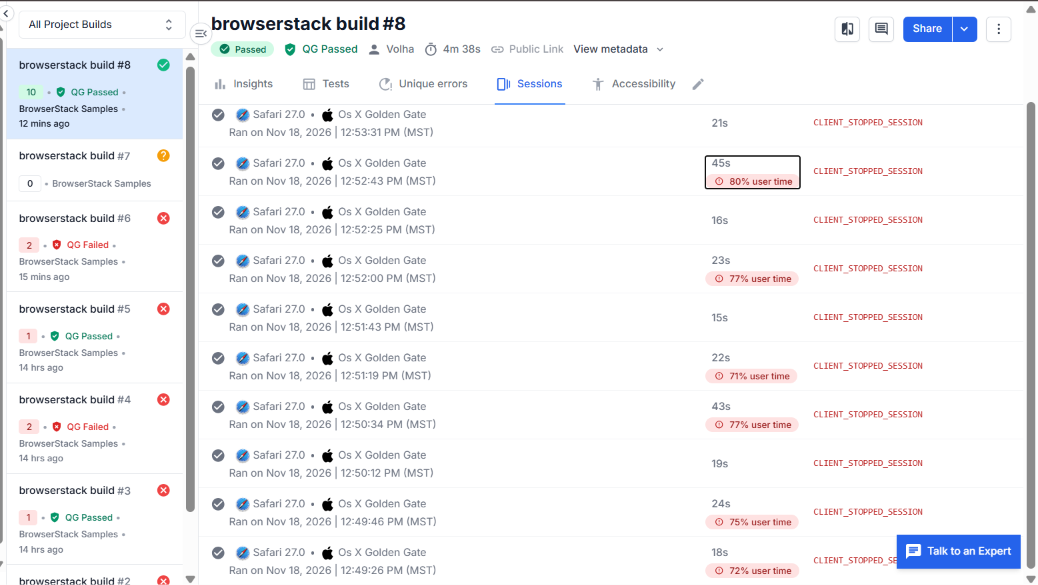 All Project Builds
browserstack build #8
10 • QG Passed •
BrowserStack Samples •
12 mins ago
browserstack build #7
0 • BrowserStack Samples
browserstack build #6
2 • QG Failed •
BrowserStack Samples •
15 mins ago
browserstack build #5
1 • QG Passed •
BrowserStack Samples •
14 hrs ago
browserstack build #4
2 • QG Failed •
BrowserStack Samples •
14 hrs ago
browserstack build #3
1 • QG Passed •
BrowserStack Samples •
14 hrs ago
browserstack build #2
browserstack build #8
Passed QG Passed Volha 4m 38s Public Link View metadata
Share
Insights Tests Unique errors Sessions Accessibility
Safari 27.0 • Os X Golden Gate
Ran on Nov 18, 2026 | 12:53:31 PM (MST)
21s
CLIENT_STOPPED_SESSION
Safari 27.0 • Os X Golden Gate
Ran on Nov 18, 2026 | 12:52:43 PM (MST)
45s
80% user time
CLIENT_STOPPED_SESSION
Safari 27.0 • Os X Golden Gate
Ran on Nov 18, 2026 | 12:52:25 PM (MST)
16s
CLIENT_STOPPED_SESSION
Safari 27.0 • Os X Golden Gate
Ran on Nov 18, 2026 | 12:52:00 PM (MST)
23s
77% user time
CLIENT_STOPPED_SESSION
Safari 27.0 • Os X Golden Gate
Ran on Nov 18, 2026 | 12:51:43 PM (MST)
15s
CLIENT_STOPPED_SESSION
Safari 27.0 • Os X Golden Gate
Ran on Nov 18, 2026 | 12:51:19 PM (MST)
22s
71% user time
CLIENT_STOPPED_SESSION
Safari 27.0 • Os X Golden Gate
Ran on Nov 18, 2026 | 12:50:34 PM (MST)
43s
77% user time
CLIENT_STOPPED_SESSION
Safari 27.0 • Os X Golden Gate
Ran on Nov 18, 2026 | 12:50:12 PM (MST)
19s
CLIENT_STOPPED_SESSION
Safari 27.0 • Os X Golden Gate
Ran on Nov 18, 2026 | 12:49:46 PM (MST)
24s
75% user time
CLIENT_STOPPED_SESSION
Safari 27.0 • Os X Golden Gate
Ran on Nov 18, 2026 | 12:49:26 PM (MST)
18s
72% user time
CLIENT_STOPPED_
Talk to an Expert